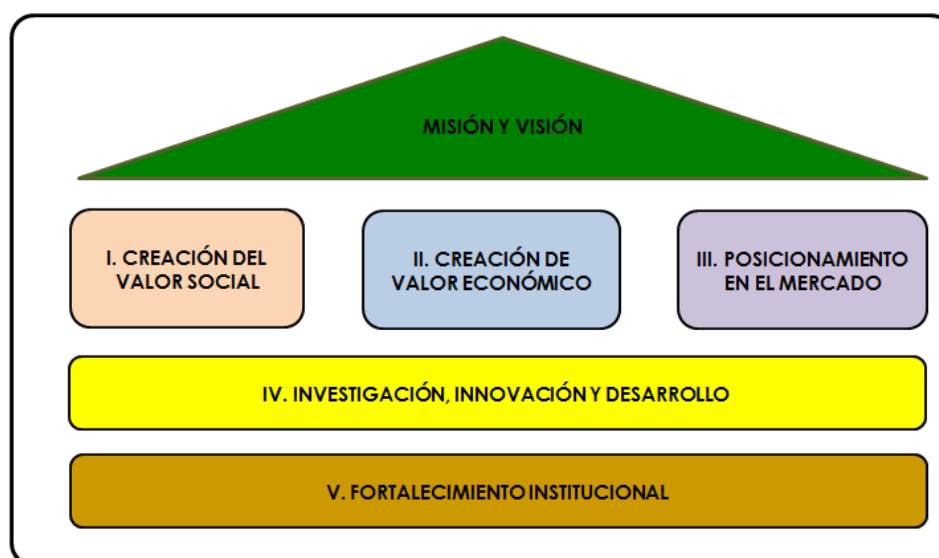 MISIÓN Y VISIÓN
I. CREACIÓN DEL
VALOR SOCIAL
II. CREACIÓN DE
VALOR ECONÓMICO
III. POSICIONAMIENTO
EN EL MERCADO
IV. INVESTIGACIÓN, INNOVACIÓN Y DESARROLLO
V. FORTALECIMIENTO INSTITUCIONAL